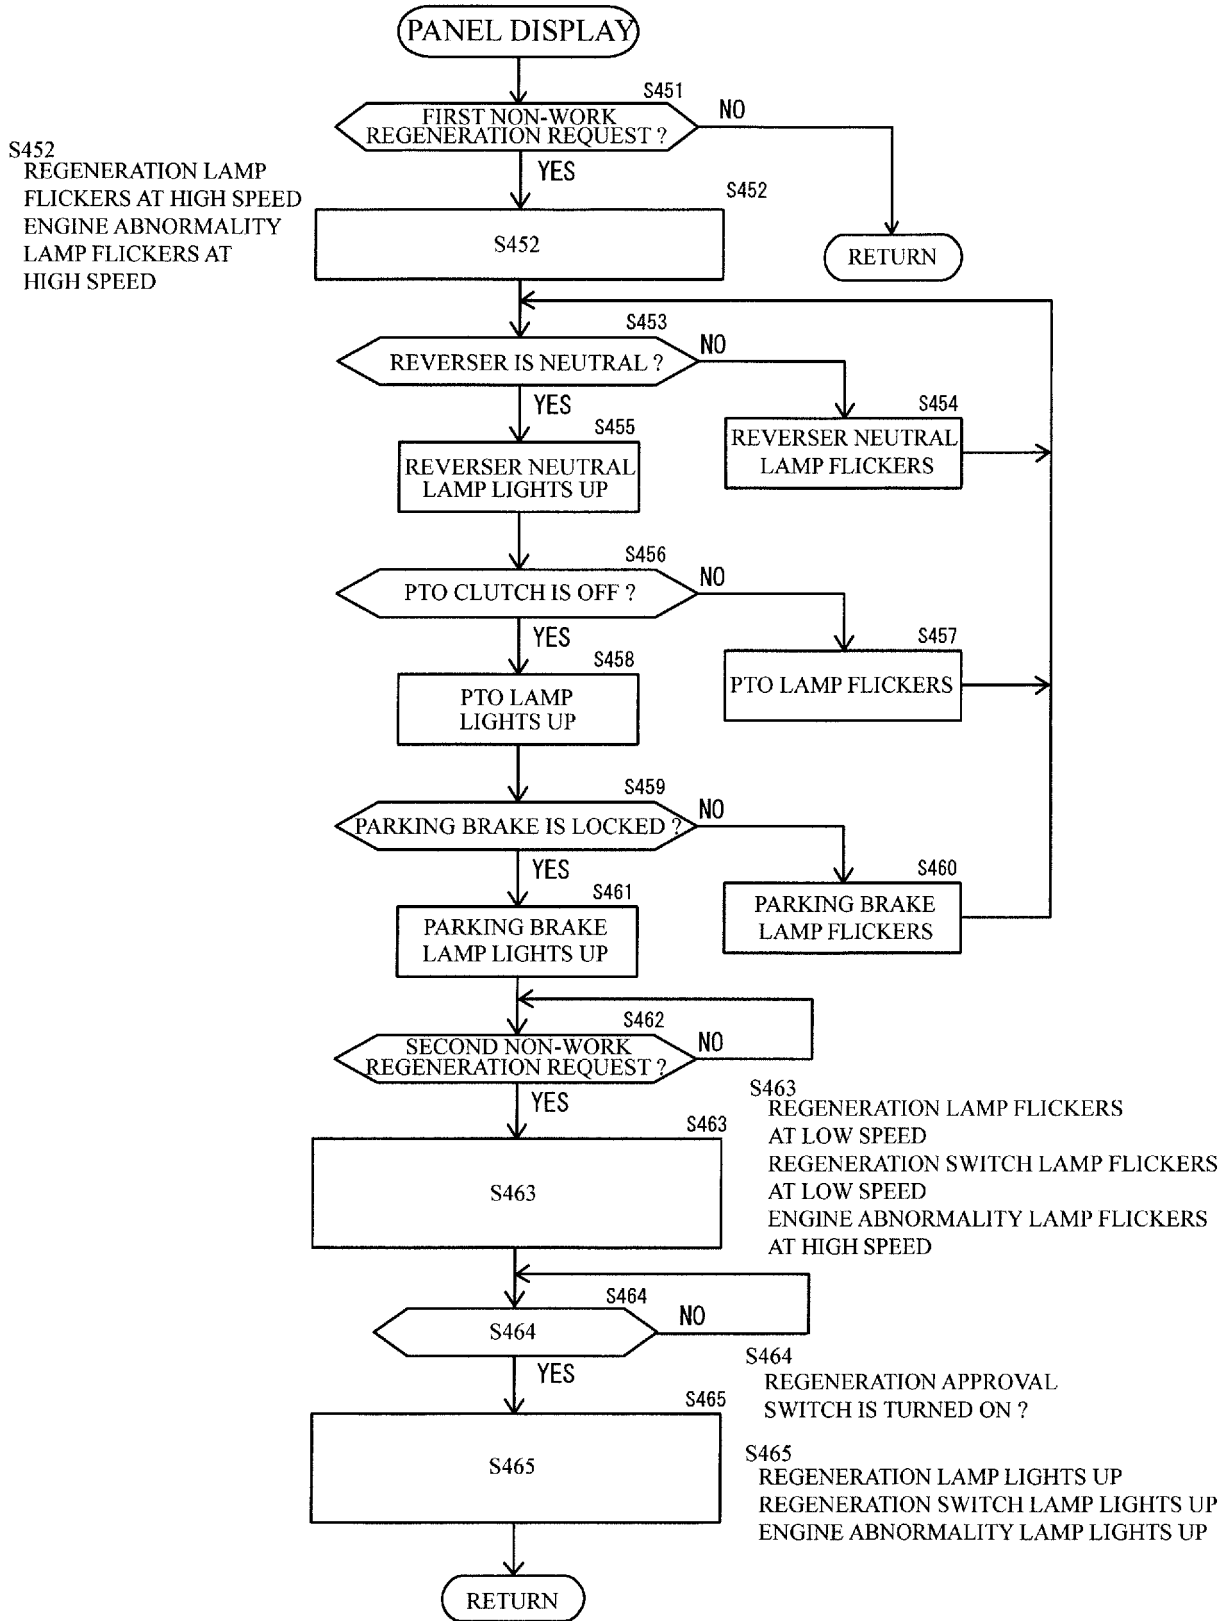 PANEL DISPLAY
S451
FIRST NON-WORK
REGENERATION REQUEST ?
NO
YES
S452
REGENERATION LAMP
FLICKERS AT HIGH SPEED
ENGINE ABNORMALITY
LAMP FLICKERS AT
HIGH SPEED
S452
S452
RETURN
S453
REVERSER IS NEUTRAL ?
NO
YES
S454
REVERSER NEUTRAL
LAMP FLICKERS
S455
REVERSER NEUTRAL
LAMP LIGHTS UP
S456
PTO CLUTCH IS OFF ?
NO
YES
S457
PTO LAMP FLICKERS
S458
PTO LAMP
LIGHTS UP
S459
PARKING BRAKE IS LOCKED ?
NO
YES
S460
PARKING BRAKE
LAMP FLICKERS
S461
PARKING BRAKE
LAMP LIGHTS UP
S462
SECOND NON-WORK
REGENERATION REQUEST ?
NO
YES
S463
S463
S463
REGENERATION LAMP FLICKERS
AT LOW SPEED
REGENERATION SWITCH LAMP FLICKERS
AT LOW SPEED
ENGINE ABNORMALITY LAMP FLICKERS
AT HIGH SPEED
S464
S464
NO
YES
S464
REGENERATION APPROVAL
SWITCH IS TURNED ON ?
S465
S465
S465
REGENERATION LAMP LIGHTS UP
REGENERATION SWITCH LAMP LIGHTS UP
ENGINE ABNORMALITY LAMP LIGHTS UP
RETURN